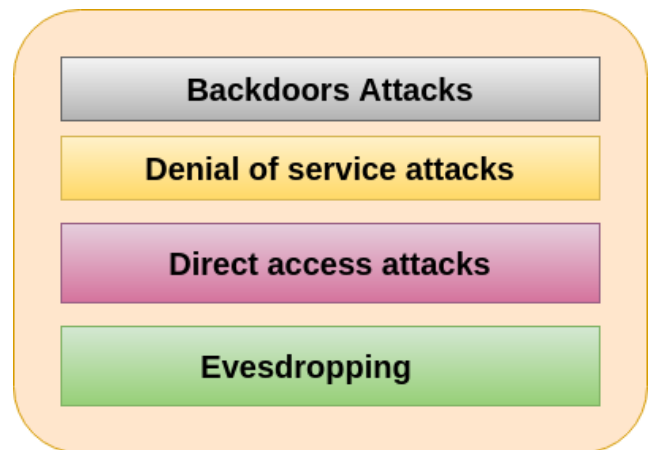 Backdoors Attacks
Denial of service attacks
Direct access attacks
Evesdropping